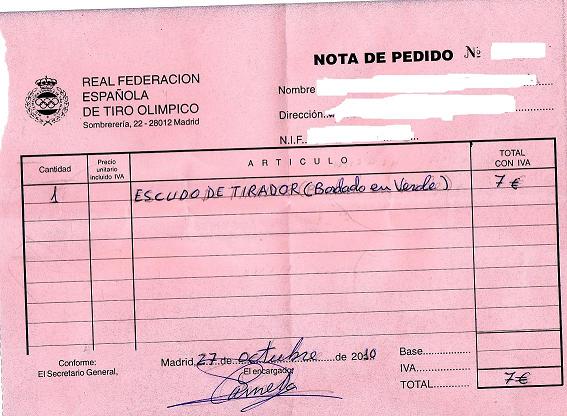 NOTA DE PEDIDO Nº
REAL FEDERACION
ESPAÑOLA
DE TIRO OLIMPICO
Sombrerería, 22 - 28012 Madrid
Nombre
Dirección
N.I.F.
Cantidad
Precio
unitario
incluido IVA
ARTICULO
TOTAL
CON IVA
1 ESCUDO DE TIRADOR (Bordado en Verde) 7 €
Conforme:
El Secretario General,
Madrid, 27 de octubre de 2010
El encargador
Base
IVA
TOTAL 7 €